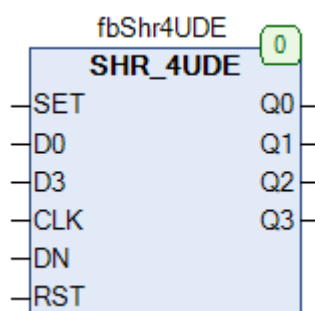 fbShr4UDE
0
SHR_4UDE
SET Q0
D0 Q1
D3 Q2
CLK Q3
DN
RST